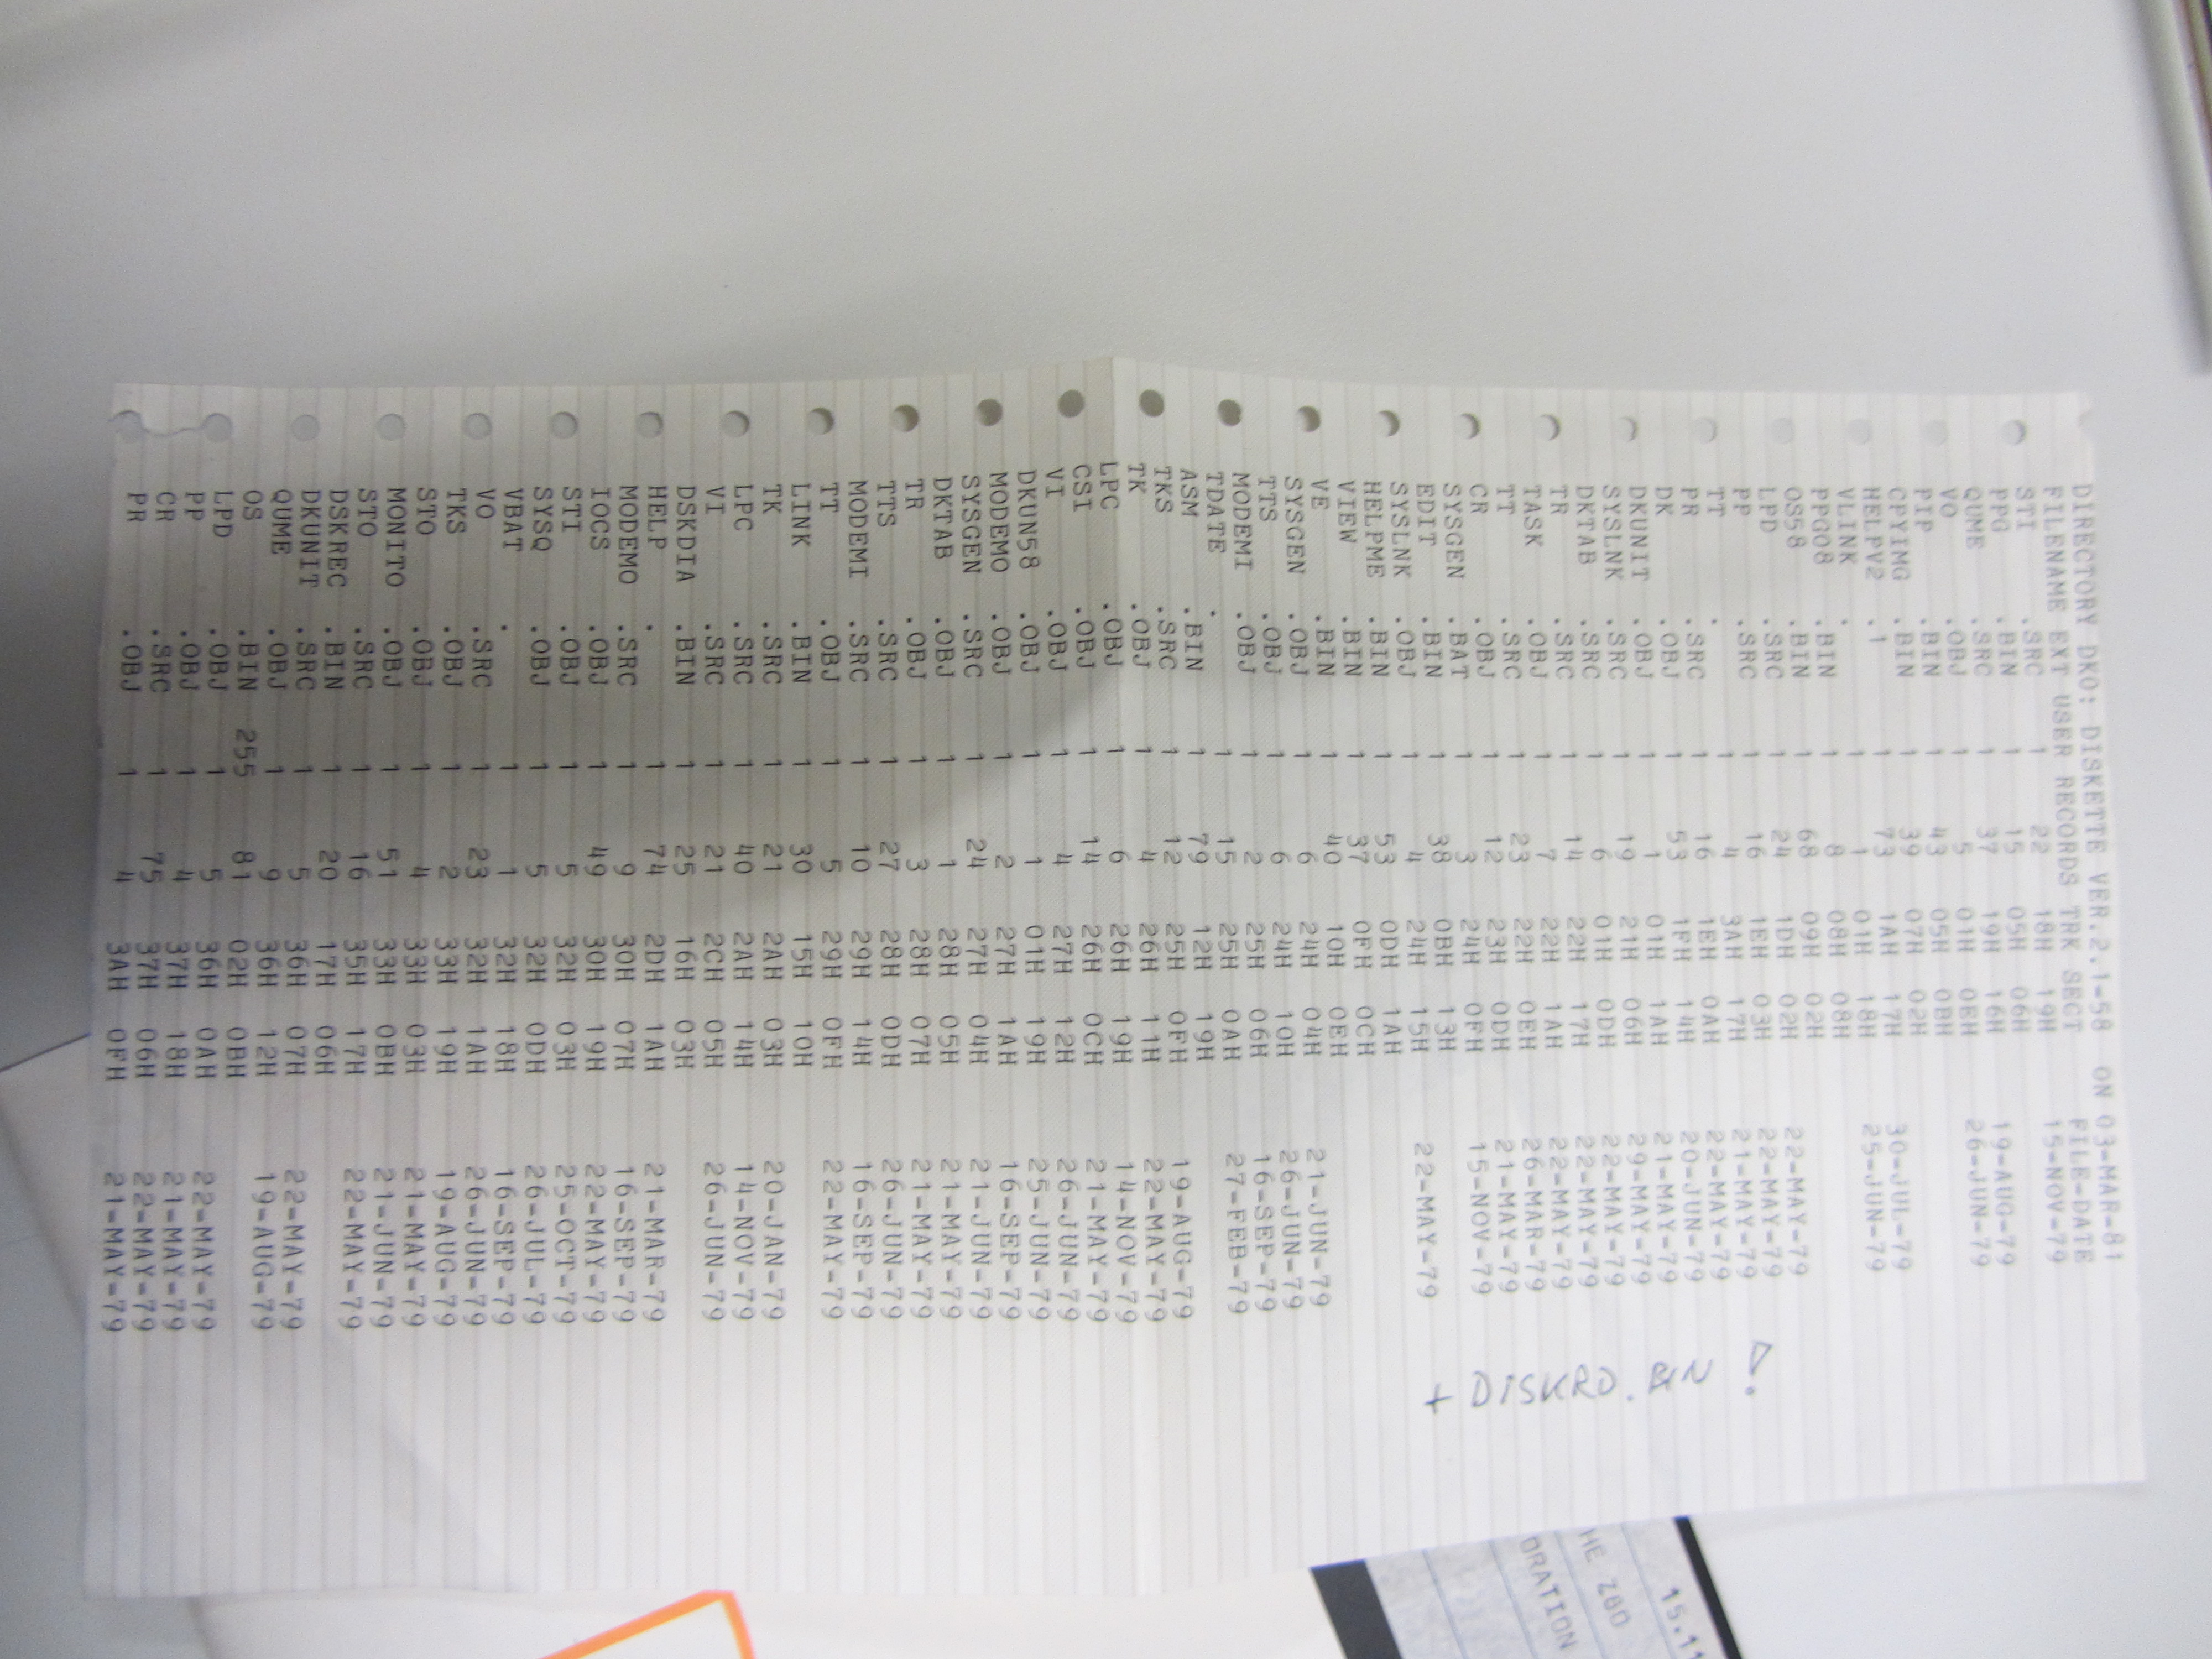 DIRECTORY DK0: DISKETTE VER.2.1-58 ON 03-MAR-81
FILENAME EXT USER RECORDS TRK SECT FILE-DATE
STI .SRC 1 22 18H 19H 15-NOV-79
PPG .BIN 1 15 05H 06H
QUME .SRC 1 37 19H 16H 19-AUG-79
VO .OBJ 1 5 01H 0EH 26-JUN-79
PIP .BIN 1 43 05H 0BH
CPYIMG .BIN 1 39 07H 02H
HELPV2 .1 1 73 1AH 17H 30-JUL-79
VLINK . 1 1 01H 18H 25-JUN-79
PPGO8 .BIN 1 8 08H 08H
OS58 .BIN 1 68 09H 02H
LPD .SRC 1 24 1DH 02H 22-MAY-79
PP .SRC 1 16 1EH 03H 22-MAY-79
TT . 1 4 3AH 17H 21-MAY-79
PR .SRC 1 16 1EH 0AH 22-MAY-79
DK .OBJ 1 53 1FH 14H 20-JUN-79
DKUNIT .OBJ 1 1 01H 1AH 21-MAY-79
SYSLNK .SRC 1 19 21H 06H 29-MAY-79
DKTAB .SRC 1 6 01H 0DH 22-MAY-79
TR .SRC 1 14 22H 17H 22-MAY-79
TASK .OBJ 1 7 22H 1AH 22-MAY-79
TT .SRC 1 23 22H 0EH 26-MAR-79
CR .OBJ 1 12 23H 0DH 21-MAY-79
SYSGEN .BAT 1 3 24H 0FH 15-NOV-79
EDIT .BIN 1 38 0BH 13H
SYSLNK .OBJ 1 4 24H 15H 22-MAY-79
HELPME .BIN 1 53 0DH 1AH
VIEW .BIN 1 37 0FH 0CH
VE .BIN 1 40 10H 0EH
SYSGEN .OBJ 1 6 24H 04H 21-JUN-79
TTS .OBJ 1 6 24H 10H 26-JUN-79
MODEMI .OBJ 1 2 25H 06H 16-SEP-79
TDATE . 1 15 25H 0AH 27-FEB-79
ASM .BIN 1 79 12H 19H
TKS .SRC 1 12 25H 0FH 19-AUG-79
TK .OBJ 1 4 26H 11H 22-MAY-79
LPC .OBJ 1 6 26H 19H 14-NOV-79
CSI .OBJ 1 14 26H 0CH 21-MAY-79
VI .OBJ 1 4 27H 12H 26-JUN-79
DKUN58 .OBJ 1 1 01H 19H 25-JUN-79
MODEMO .OBJ 1 2 27H 1AH 16-SEP-79
SYSGEN .SRC 1 24 27H 04H 21-JUN-79
DKTAB .OBJ 1 1 28H 05H 21-MAY-79
TR .OBJ 1 3 28H 07H 21-MAY-79
TTS .SRC 1 27 28H 0DH 26-JUN-79
MODEMI .SRC 1 10 29H 14H 16-SEP-79
TT .OBJ 1 5 29H 0FH 22-MAY-79
LINK .BIN 1 30 15H 10H
TK .SRC 1 21 2AH 03H 20-JAN-79
LPC .SRC 1 40 2AH 14H 14-NOV-79
VI .SRC 1 21 2CH 05H 26-JUN-79
DSKDIA .BIN 1 25 16H 03H
HELP . 1 74 2DH 1AH 21-MAR-79
MODEMO .SRC 1 9 30H 07H 16-SEP-79
IOCS .OBJ 1 49 30H 19H 22-MAY-79
STI .OBJ 1 5 32H 03H 25-OCT-79
SYSQ .OBJ 1 5 32H 0DH 26-JUL-79
VBAT . 1 1 32H 18H 16-SEP-79
VO .SRC 1 23 32H 1AH 26-JUN-79
TKS .OBJ 1 2 33H 19H 19-AUG-79
STO .OBJ 1 4 33H 03H 21-MAY-79
MONITO .OBJ 1 51 33H 0BH 21-JUN-79
STO .SRC 1 16 35H 17H 22-MAY-79
DSKREC .BIN 1 20 17H 06H
DKUNIT .SRC 1 5 36H 07H 22-MAY-79
QUME .OBJ 1 9 36H 12H 19-AUG-79
OS .BIN 255 81 02H 0BH
LPD .OBJ 1 5 36H 0AH 22-MAY-79
PP .OBJ 1 4 37H 18H 21-MAY-79
CR .SRC 1 75 37H 06H 22-MAY-79
PR .OBJ 1 4 3AH 0FH 21-MAY-79
+ DISKRD.BIN !
15.11
HE Z80
ORATION